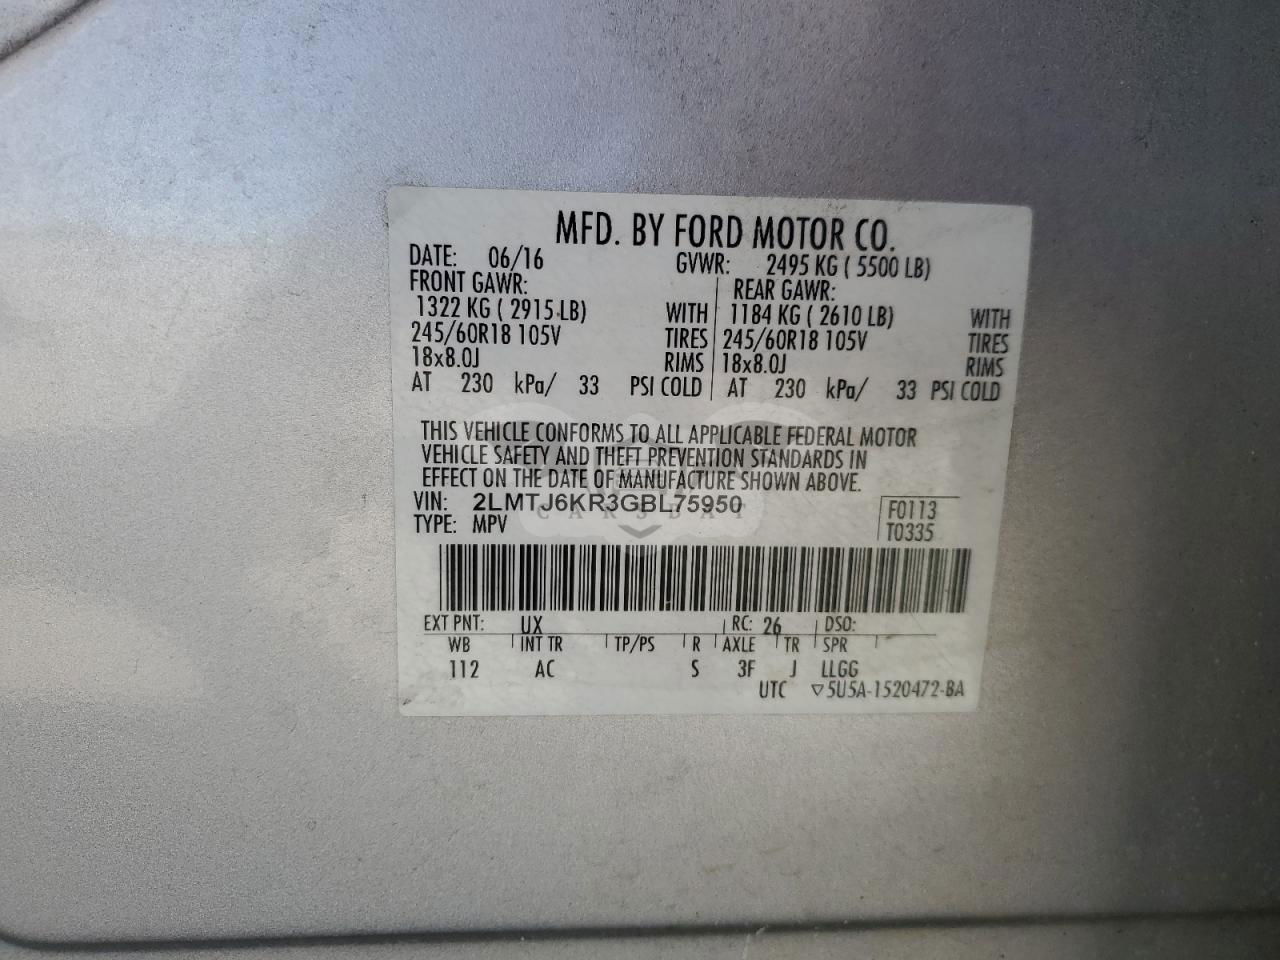 MFD. BY FORD MOTOR CO.
DATE: 06/16 GVWR: 2495 KG ( 5500 LB)
FRONT GAWR: REAR GAWR:
1322 KG ( 2915 LB) WITH 1184 KG ( 2610 LB) WITH
245/60R18 105V TIRES 245/60R18 105V TIRES
18x8.0J RIMS 18x8.0J RIMS
AT 230 kPa/ 33 PSI COLD AT 230 kPa/ 33 PSI COLD
THIS VEHICLE CONFORMS TO ALL APPLICABLE FEDERAL MOTOR
VEHICLE SAFETY AND THEFT PREVENTION STANDARDS IN
EFFECT ON THE DATE OF MANUFACTURE SHOWN ABOVE.
VIN: 2LMTJ6KR3GBL75950 F0113
TYPE: MPV T0335
CARSDAT
EXT PNT: UX RC: 26 DSO:
WB INT TR TP/PS R AXLE TR SPR
112 AC S 3F J LLGG
UTC ▽5U5A-1520472-BA